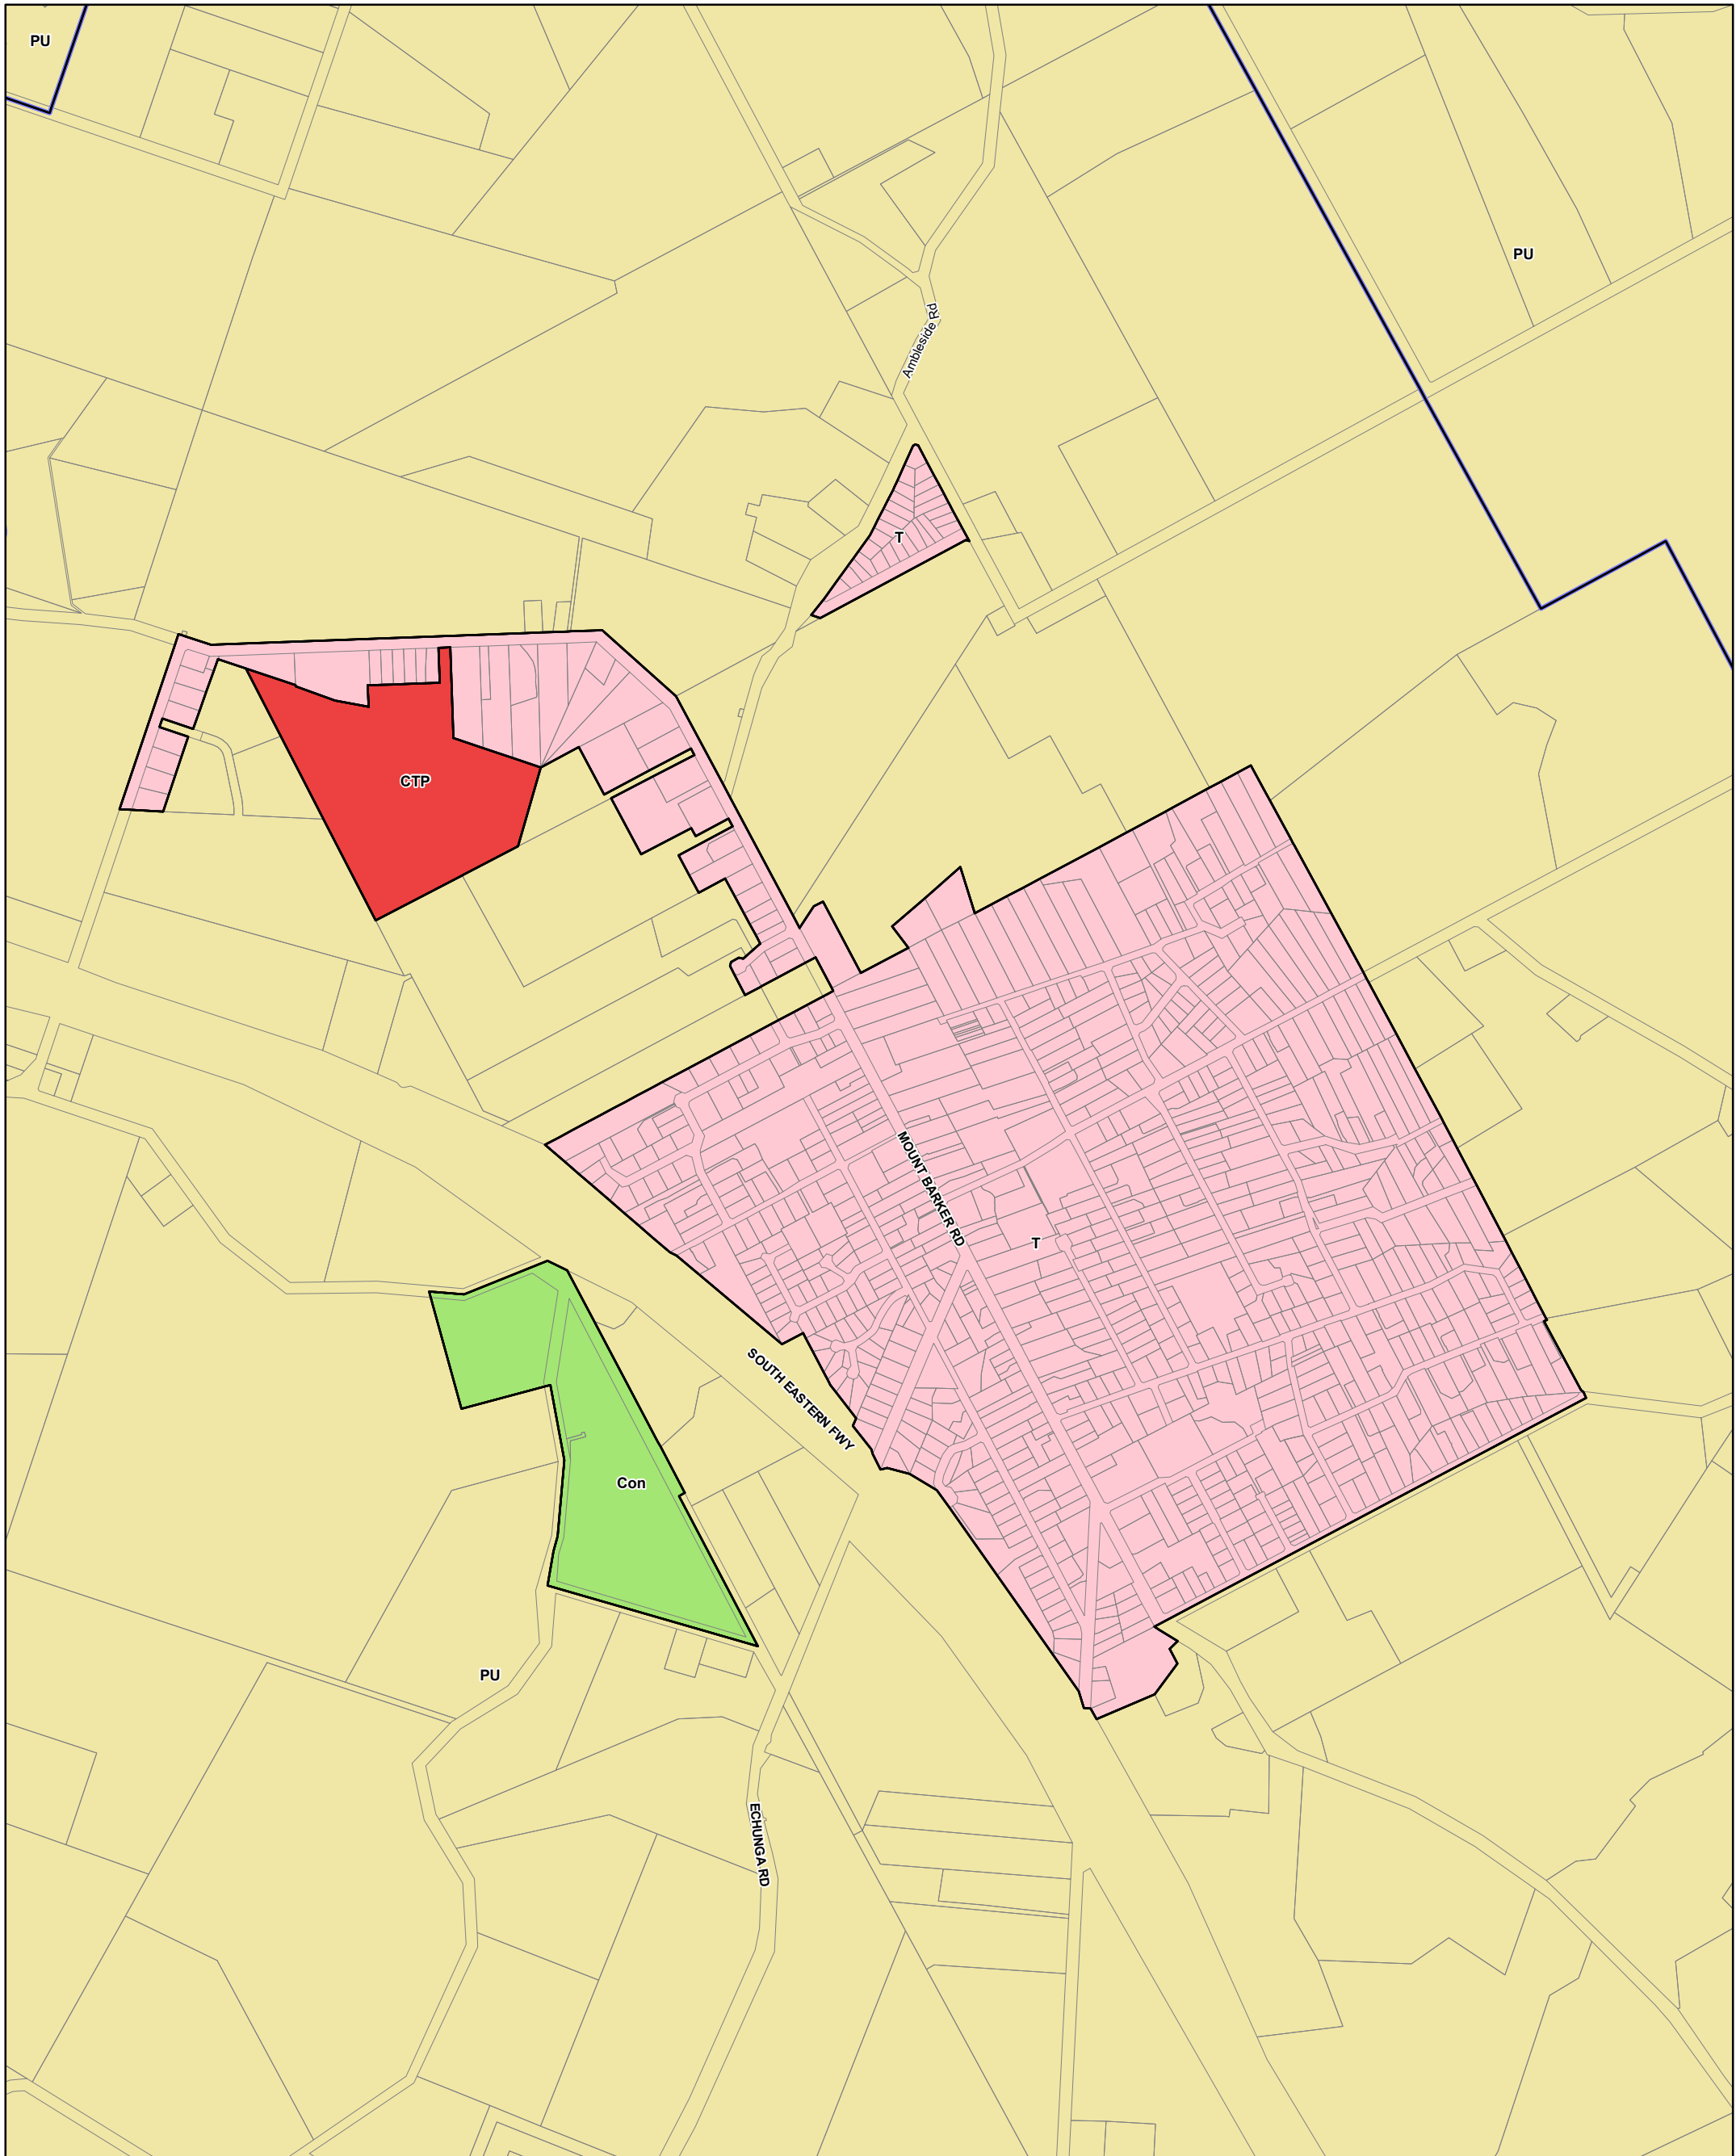 PU
PU
Ambleside Rd
T
CTP
MOUNT BARKER RD
T
SOUTH EASTERN FWY
Con
PU
ECHUNGA RD